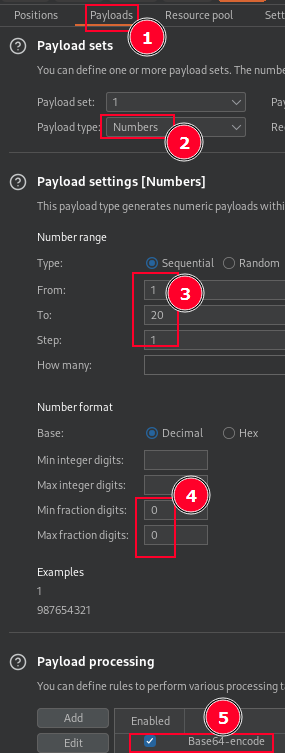 Positions Payloads Resource pool Sett
1
Payload sets
You can define one or more payload sets. The numbe
Payload set: 1 Pay
Payload type: Numbers Re
2
Payload settings [Numbers]
This payload type generates numeric payloads withi
Number range
Type: Sequential Random
From: 1
3
To: 20
Step: 1
How many:
Number format
Base: Decimal Hex
Min integer digits:
Max integer digits:
4
Min fraction digits: 0
Max fraction digits: 0
Examples
1
987654321
Payload processing
You can define rules to perform various processing t
5
Add Enabled
Edit Base64-encode